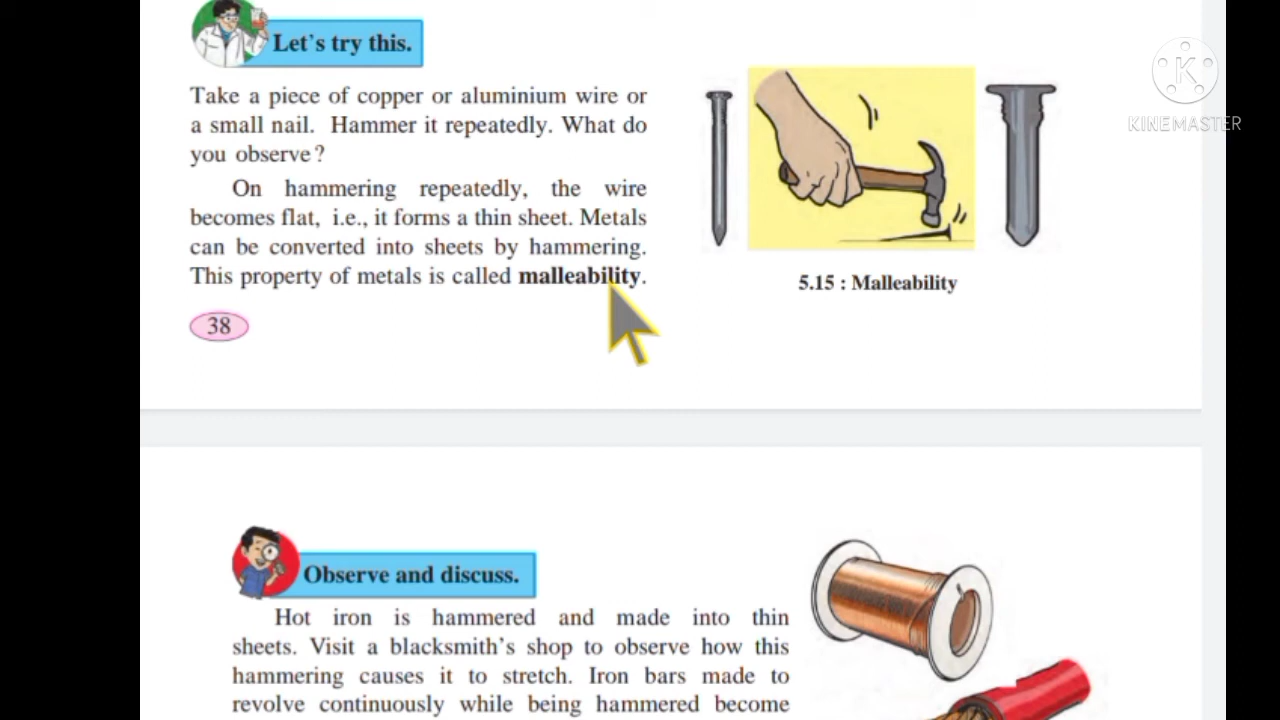 Let's try this.
Take a piece of copper or aluminium wire or
a small nail. Hammer it repeatedly. What do
you observe?
On hammering repeatedly, the wire
becomes flat, i.e., it forms a thin sheet. Metals
can be converted into sheets by hammering.
This property of metals is called malleability.
5.15 : Malleability
38
K
KINEMASTER
Observe and discuss.
Hot iron is hammered and made into thin
sheets. Visit a blacksmith's shop to observe how this
hammering causes it to stretch. Iron bars made to
revolve continuously while being hammered become